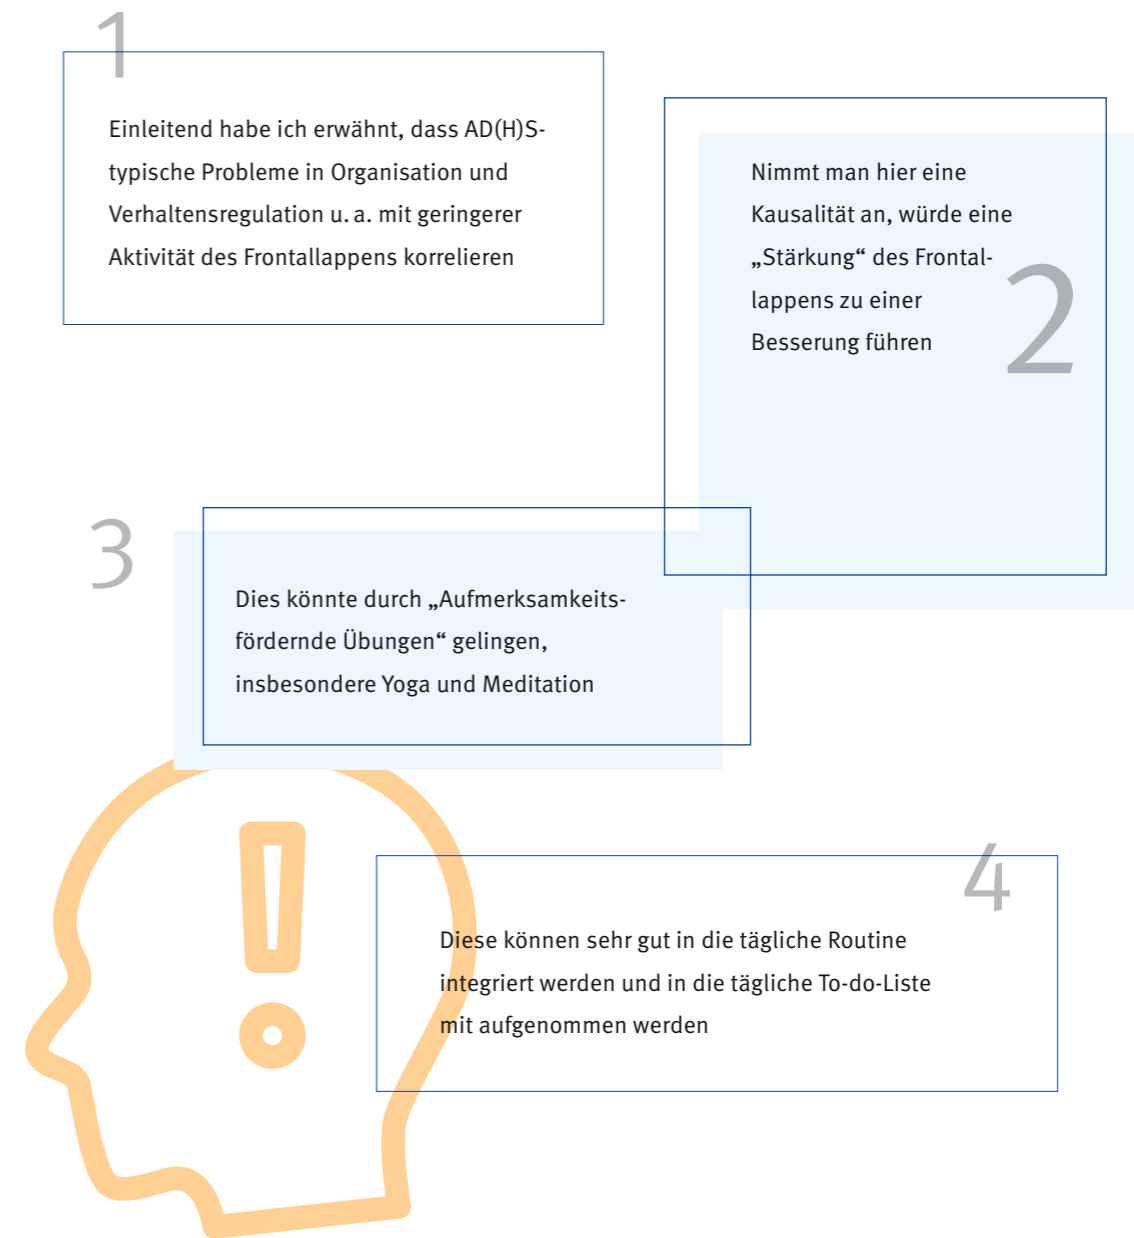 1
Einleitend habe ich erwähnt, dass AD(H)S-
typische Probleme in Organisation und
Verhaltensregulation u. a. mit geringerer
Aktivität des Frontallappens korrelieren
2
Nimmt man hier eine
Kausalität an, würde eine
„Stärkung“ des Frontal-
lappens zu einer
Besserung führen
3
Dies könnte durch „Aufmerksamkeits-
fördernde Übungen“ gelingen,
insbesondere Yoga und Meditation
4
Diese können sehr gut in die tägliche Routine
integriert werden und in die tägliche To-do-Liste
mit aufgenommen werden